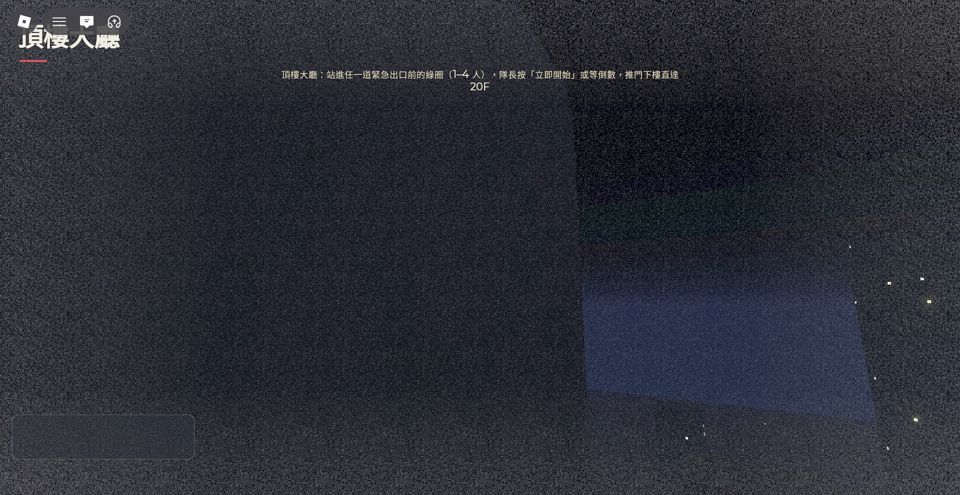 頂樓大廳
頂樓大廳：站進任一道緊急出口前的綠圈（1–4 人），隊長按「立即開始」或等倒數，推門下樓直達
20F